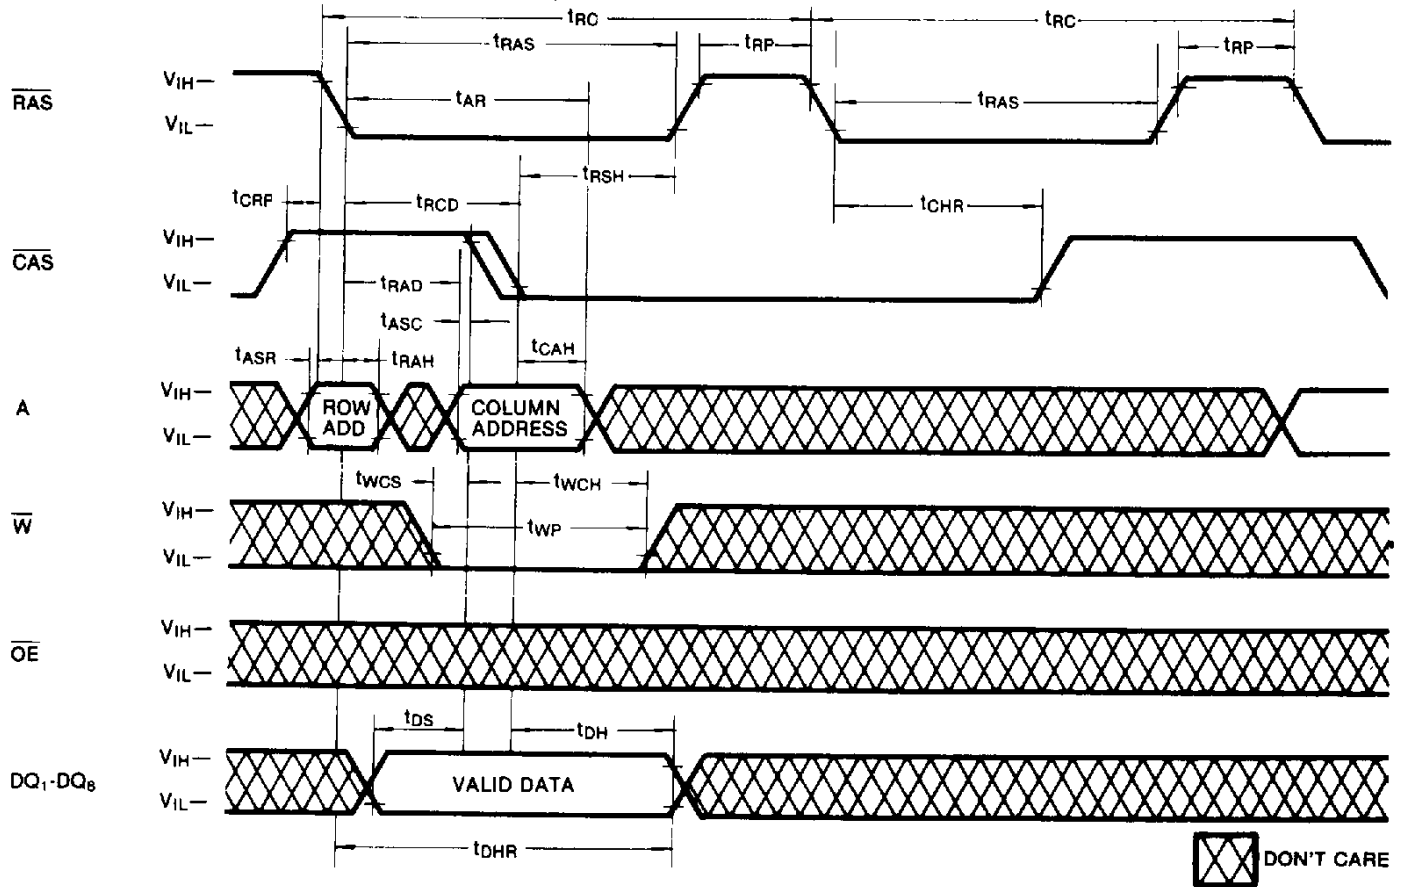 tRC tRC
tRAS tRP tRP
RAS VIH tAR tRAS
VIL
tRSH
tCRP tRCD tCHR
CAS VIH
VIL tRAD
tASC
tASR tRAH tCAH
A VIH ROW ADD COLUMN ADDRESS
VIL
tWCS tWCH
W VIH tWP
VIL
OE VIH
VIL
tDS tDH
DQ1-DQ8 VIH VALID DATA
VIL
tDHR
DON'T CARE